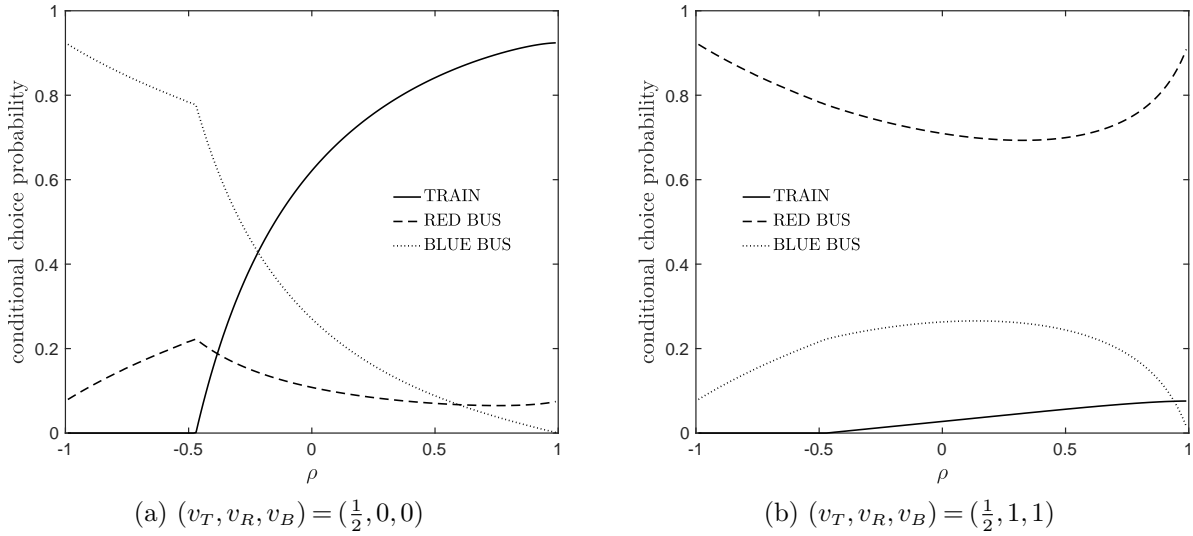 1
0.8
0.6
0.4
0.2
0
conditional choice probability
TRAIN
RED BUS
BLUE BUS
-1 -0.5 0 0.5 1
ρ
(a) (v_T, v_R, v_B) = (1/2, 0, 0)
1
0.8
0.6
0.4
0.2
0
conditional choice probability
TRAIN
RED BUS
BLUE BUS
-1 -0.5 0 0.5 1
ρ
(b) (v_T, v_R, v_B) = (1/2, 1, 1)